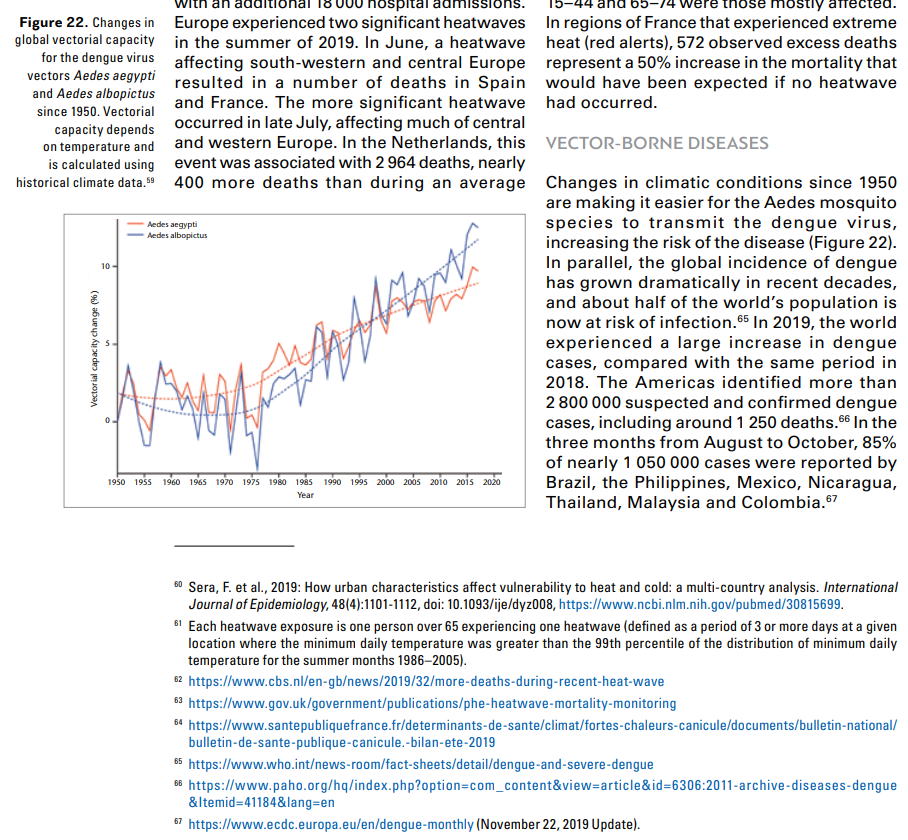 Figure 22. Changes in
global vectorial capacity
for the dengue virus
vectors Aedes aegypti
and Aedes albopictus
since 1950. Vectorial
capacity depends
on temperature and
is calculated using
historical climate data.⁵⁹
with an additional 18 000 hospital admissions.
Europe experienced two significant heatwaves
in the summer of 2019. In June, a heatwave
affecting south-western and central Europe
resulted in a number of deaths in Spain
and France. The more significant heatwave
occurred in late July, affecting much of central
and western Europe. In the Netherlands, this
event was associated with 2 964 deaths, nearly
400 more deaths than during an average
Aedes aegypti
Aedes albopictus
Vectorial capacity change (%)
10
5
0
1950 1955 1960 1965 1970 1975 1980 1985 1990 1995 2000 2005 2010 2015 2020
Year
15–44 and 65–74 were those mostly affected.
In regions of France that experienced extreme
heat (red alerts), 572 observed excess deaths
represent a 50% increase in the mortality that
would have been expected if no heatwave
had occurred.
VECTOR-BORNE DISEASES
Changes in climatic conditions since 1950
are making it easier for the Aedes mosquito
species to transmit the dengue virus,
increasing the risk of the disease (Figure 22).
In parallel, the global incidence of dengue
has grown dramatically in recent decades,
and about half of the world's population is
now at risk of infection.⁶⁵ In 2019, the world
experienced a large increase in dengue
cases, compared with the same period in
2018. The Americas identified more than
2 800 000 suspected and confirmed dengue
cases, including around 1 250 deaths.⁶⁶ In the
three months from August to October, 85%
of nearly 1 050 000 cases were reported by
Brazil, the Philippines, Mexico, Nicaragua,
Thailand, Malaysia and Colombia.⁶⁷
⁶⁰ Sera, F. et al., 2019: How urban characteristics affect vulnerability to heat and cold: a multi-country analysis. International
Journal of Epidemiology, 48(4):1101-1112, doi: 10.1093/ije/dyz008, https://www.ncbi.nlm.nih.gov/pubmed/30815699.
⁶¹ Each heatwave exposure is one person over 65 experiencing one heatwave (defined as a period of 3 or more days at a given
location where the minimum daily temperature was greater than the 99th percentile of the distribution of minimum daily
temperature for the summer months 1986–2005).
⁶² https://www.cbs.nl/en-gb/news/2019/32/more-deaths-during-recent-heat-wave
⁶³ https://www.gov.uk/government/publications/phe-heatwave-mortality-monitoring
⁶⁴ https://www.santepubliquefrance.fr/determinants-de-sante/climat/fortes-chaleurs-canicule/documents/bulletin-national/
bulletin-de-sante-publique-canicule.-bilan-ete-2019
⁶⁵ https://www.who.int/news-room/fact-sheets/detail/dengue-and-severe-dengue
⁶⁶ https://www.paho.org/hq/index.php?option=com_content&view=article&id=6306:2011-archive-diseases-dengue
&Itemid=41184&lang=en
⁶⁷ https://www.ecdc.europa.eu/en/dengue-monthly (November 22, 2019 Update).